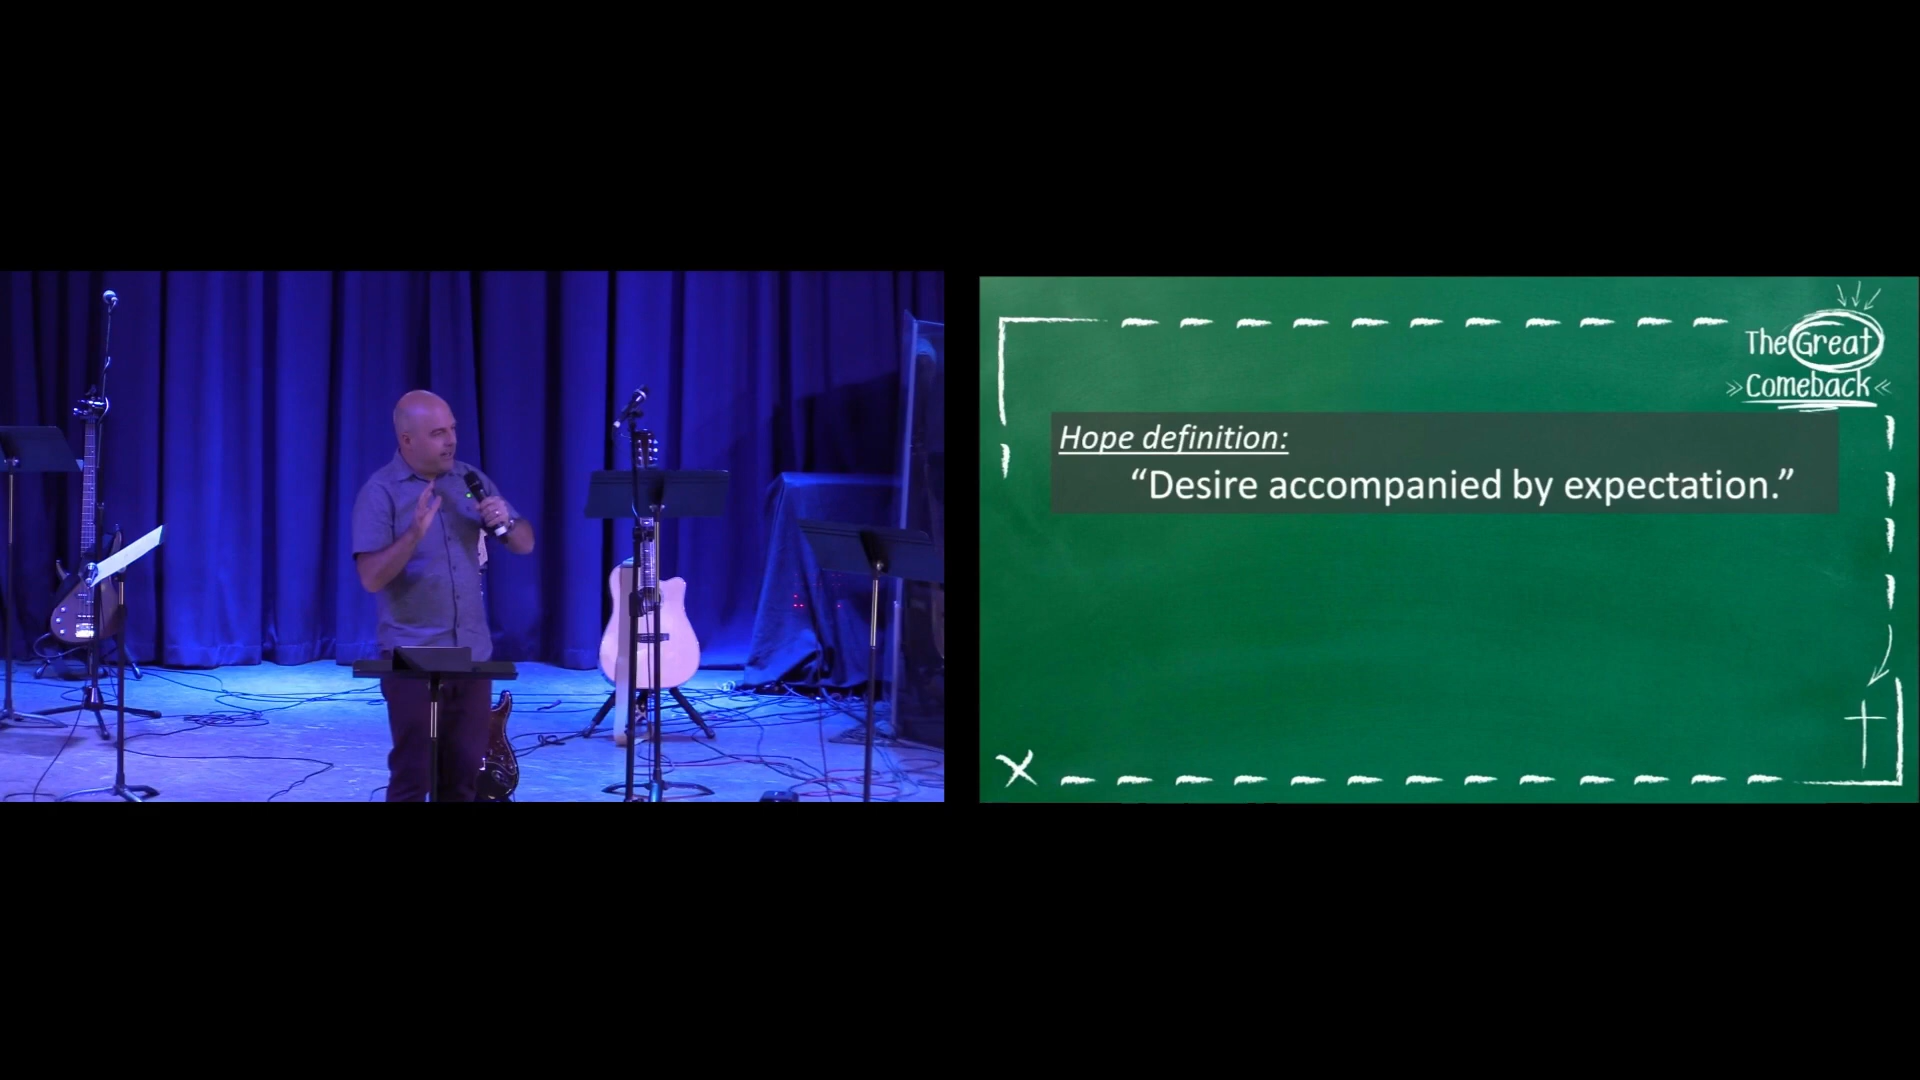 The Great
»Comeback«
Hope definition:
“Desire accompanied by expectation.”